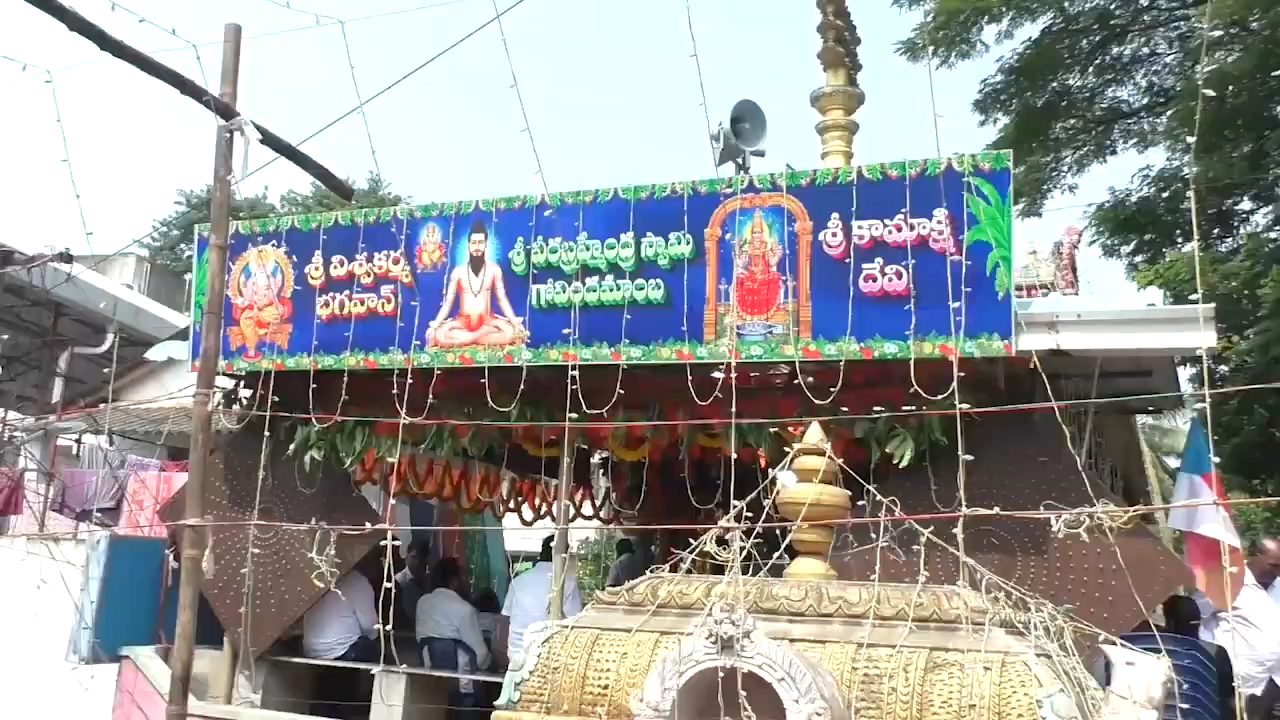 శ్రీ విశ్వకర్మ
భగవాన్
శ్రీ వీరబ్రహ్మేంద్ర స్వామి
గోవిందమాంబ
శ్రీ కామాక్షి
దేవి